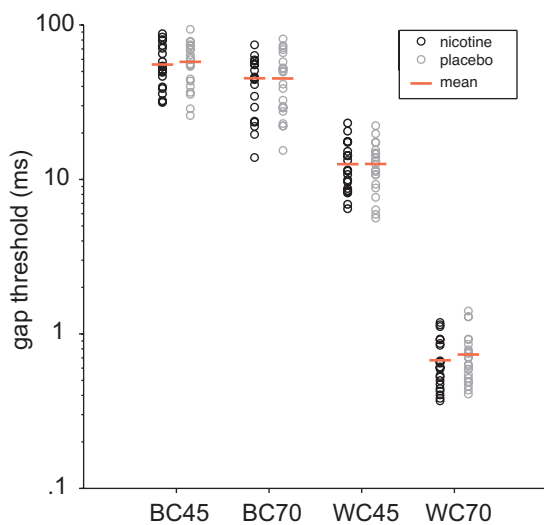 100
10
1
.1
gap threshold (ms)
nicotine
placebo
mean
BC45 BC70 WC45 WC70